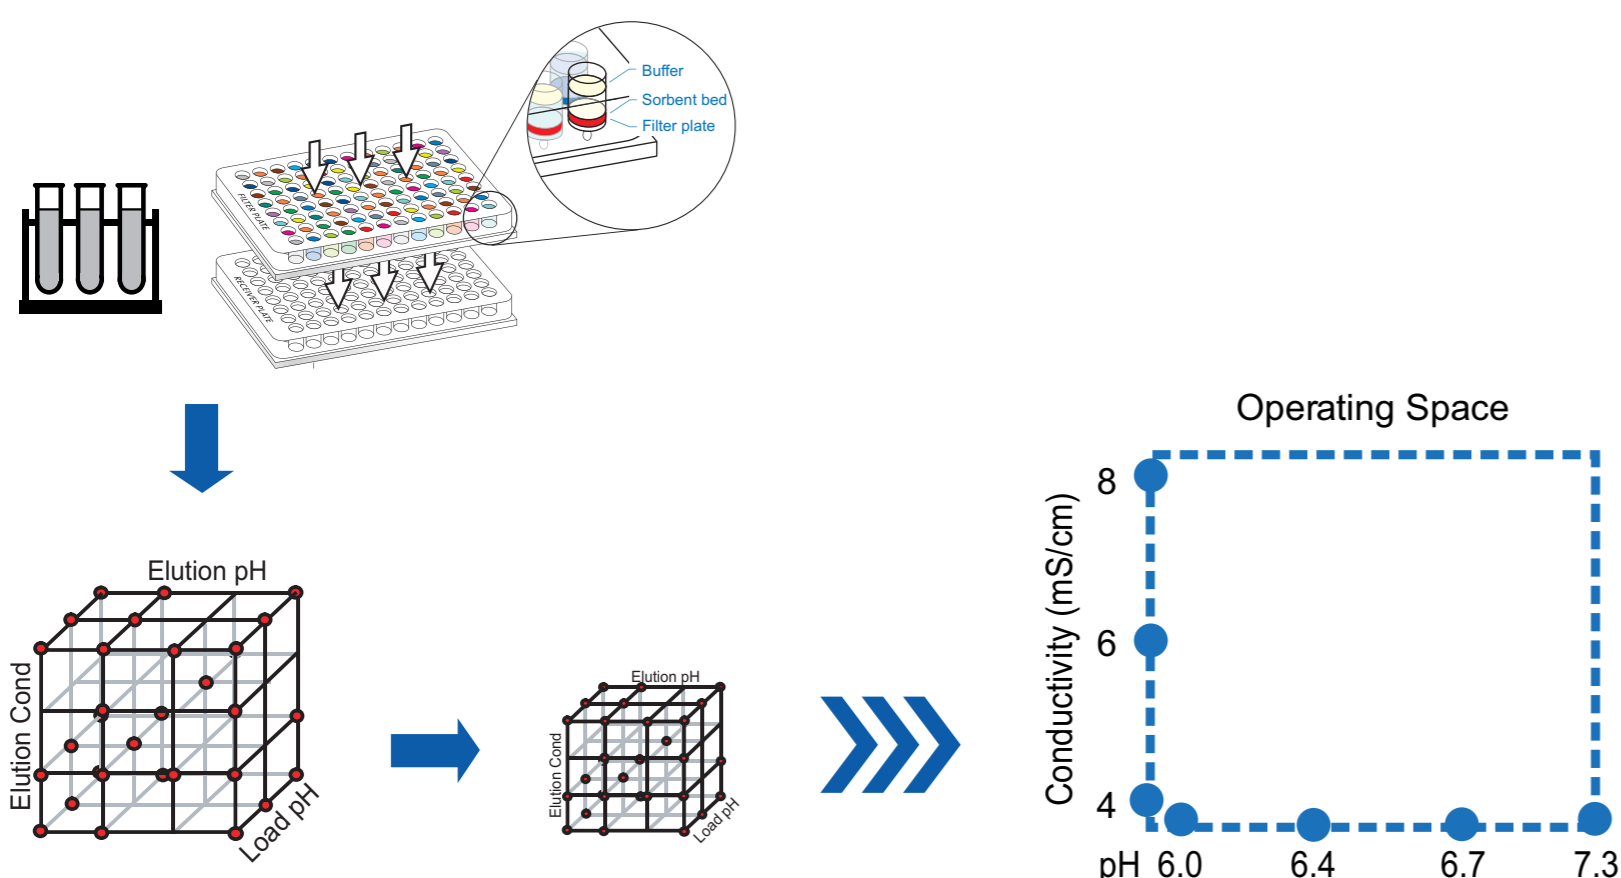 Buffer
Sorbent bed
Filter plate
FILTER PLATE
RECEIVER PLATE
Elution pH
Elution Cond
Load pH
Elution pH
Elution Cond
Load pH
Operating Space
Conductivity (mS/cm)
8
6
4
pH 6.0 6.4 6.7 7.3